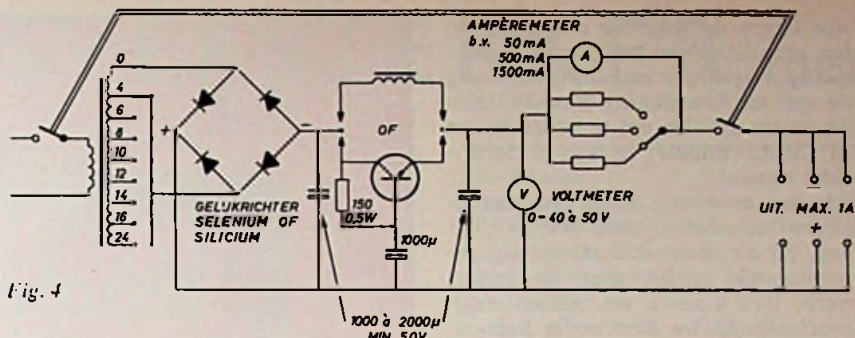 AMPÈREMETER
b.v. 50mA
500mA
1500mA
A
0
4
6
8
10
12
14
16
24
+
-
OF
GELIJKRICHTER
SELENIUM OF
SILICIUM
150
0,5W
1000µ
V
VOLTMETER
0-40 à 50V
UIT. MAX. 1A
-
+
Fig. 4
1000 à 2000µ
MIN. 50V